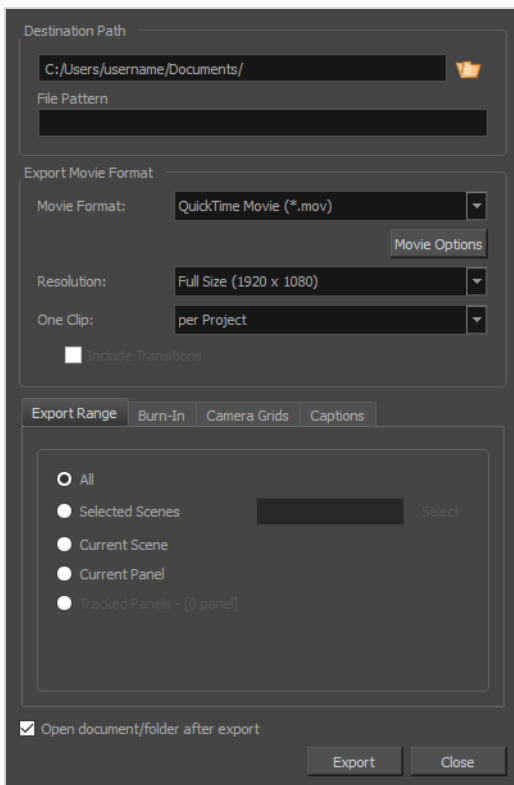 Destination Path
C:/Users/username/Documents/
File Pattern
Export Movie Format
Movie Format: QuickTime Movie (*.mov)
Movie Options
Resolution: Full Size (1920 x 1080)
One Clip: per Project
Include Transitions
Export Range Burn-In Camera Grids Captions
All
Selected Scenes Select
Current Scene
Current Panel
Tracked Panels - [0 panel]
Open document/folder after export
Export Close